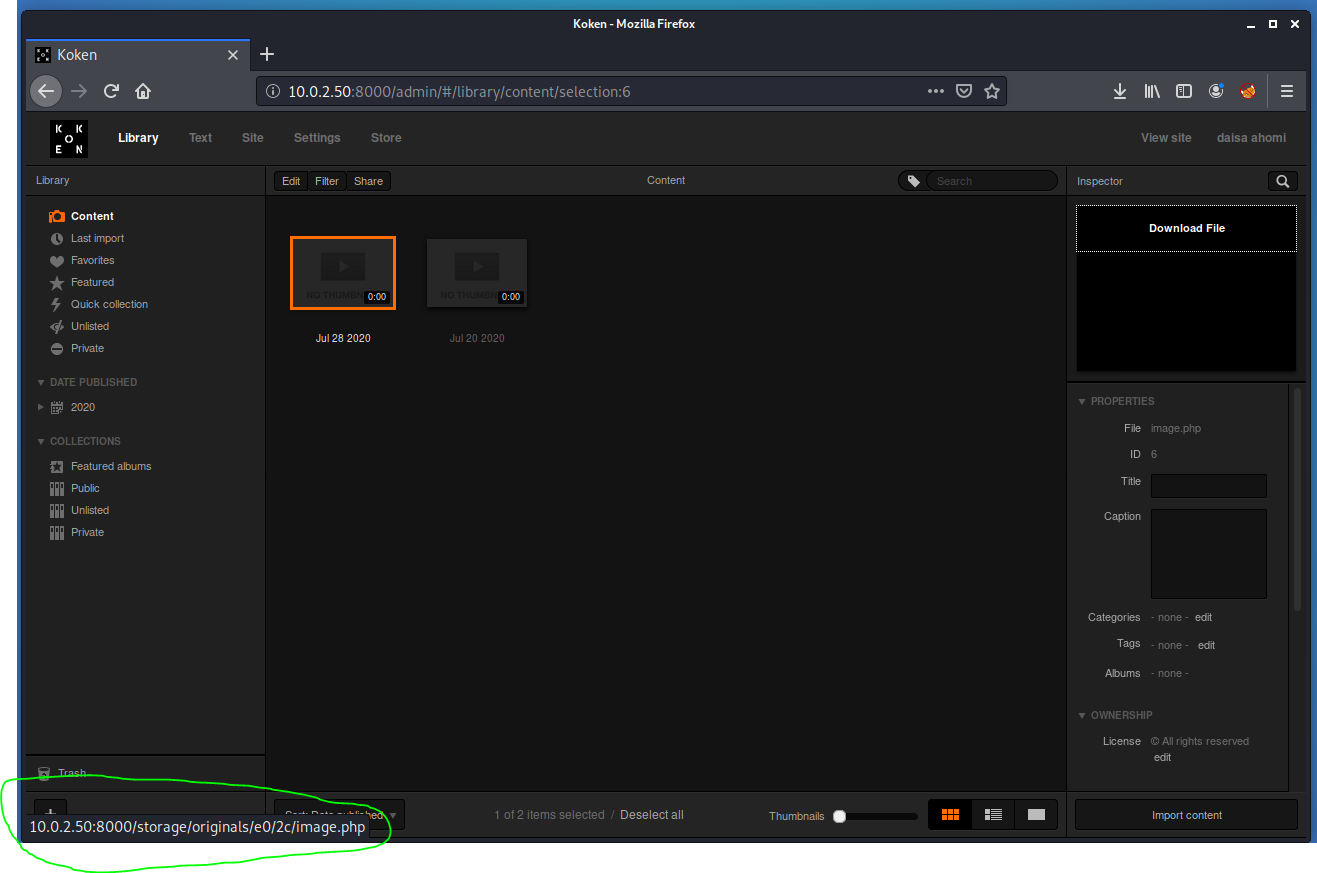 Koken - Mozilla Firefox
Koken
10.0.2.50:8000/admin/#/library/content/selection:6
K K
O
E N
Library Text Site Settings Store View site daisa ahomi
Library
Edit Filter Share Content Search
Inspector
Content
Last import
Favorites
Featured
Quick collection
Unlisted
Private
DATE PUBLISHED
2020
COLLECTIONS
Featured albums
Public
Unlisted
Private
Trash
0:00
Jul 28 2020
0:00
Jul 20 2020
Download File
PROPERTIES
File image.php
ID 6
Title
Caption
Categories - none - edit
Tags - none - edit
Albums - none -
OWNERSHIP
License © All rights reserved
edit
Sort: Date published
1 of 2 items selected / Deselect all
Thumbnails
Import content
10.0.2.50:8000/storage/originals/e0/2c/image.php